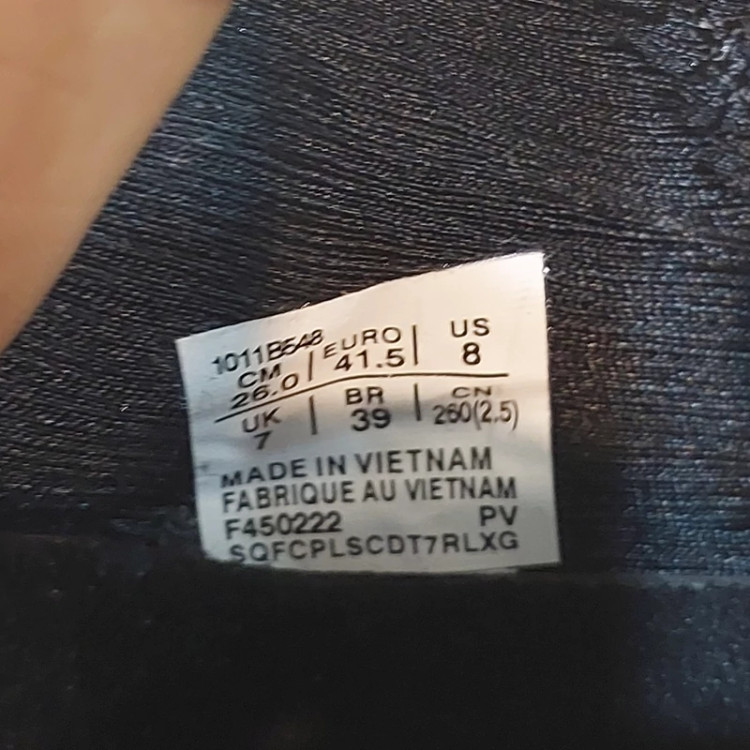 1011B548
CM | EURO | US
26.0 | 41.5 | 8
UK | BR | CN
7 | 39 | 260(2.5)
MADE IN VIETNAM
FABRIQUE AU VIETNAM
F450222 PV
SQFCPLSCDT7RLXG